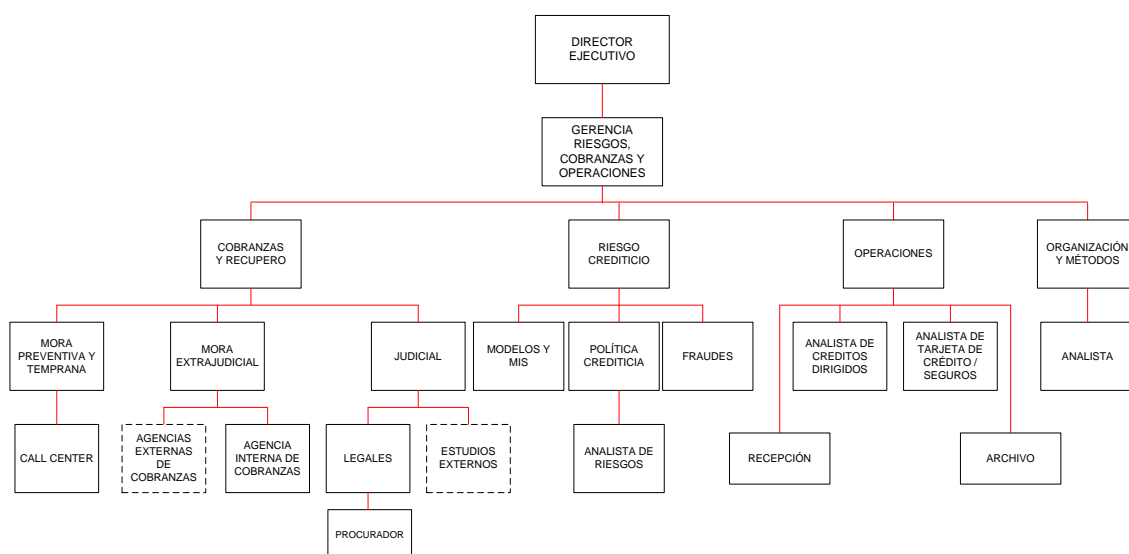 DIRECTOR
EJECUTIVO
GERENCIA
RIESGOS,
COBRANZAS Y
OPERACIONES
COBRANZAS
Y RECUPERO
RIESGO
CREDITICIO
OPERACIONES
ORGANIZACIÓN
Y MÉTODOS
MORA
PREVENTIVA Y
TEMPRANA
MORA
EXTRAJUDICIAL
JUDICIAL
MODELOS Y
MIS
POLÍTICA
CREDITICIA
FRAUDES
ANALISTA DE
CREDITOS
DIRIGIDOS
ANALISTA DE
TARJETA DE
CRÉDITO /
SEGUROS
ANALISTA
CALL CENTER
AGENCIAS
EXTERNAS
DE
COBRANZAS
AGENCIA
INTERNA DE
COBRANZAS
LEGALES
ESTUDIOS
EXTERNOS
ANALISTA DE
RIESGOS
RECEPCIÓN
ARCHIVO
PROCURADOR